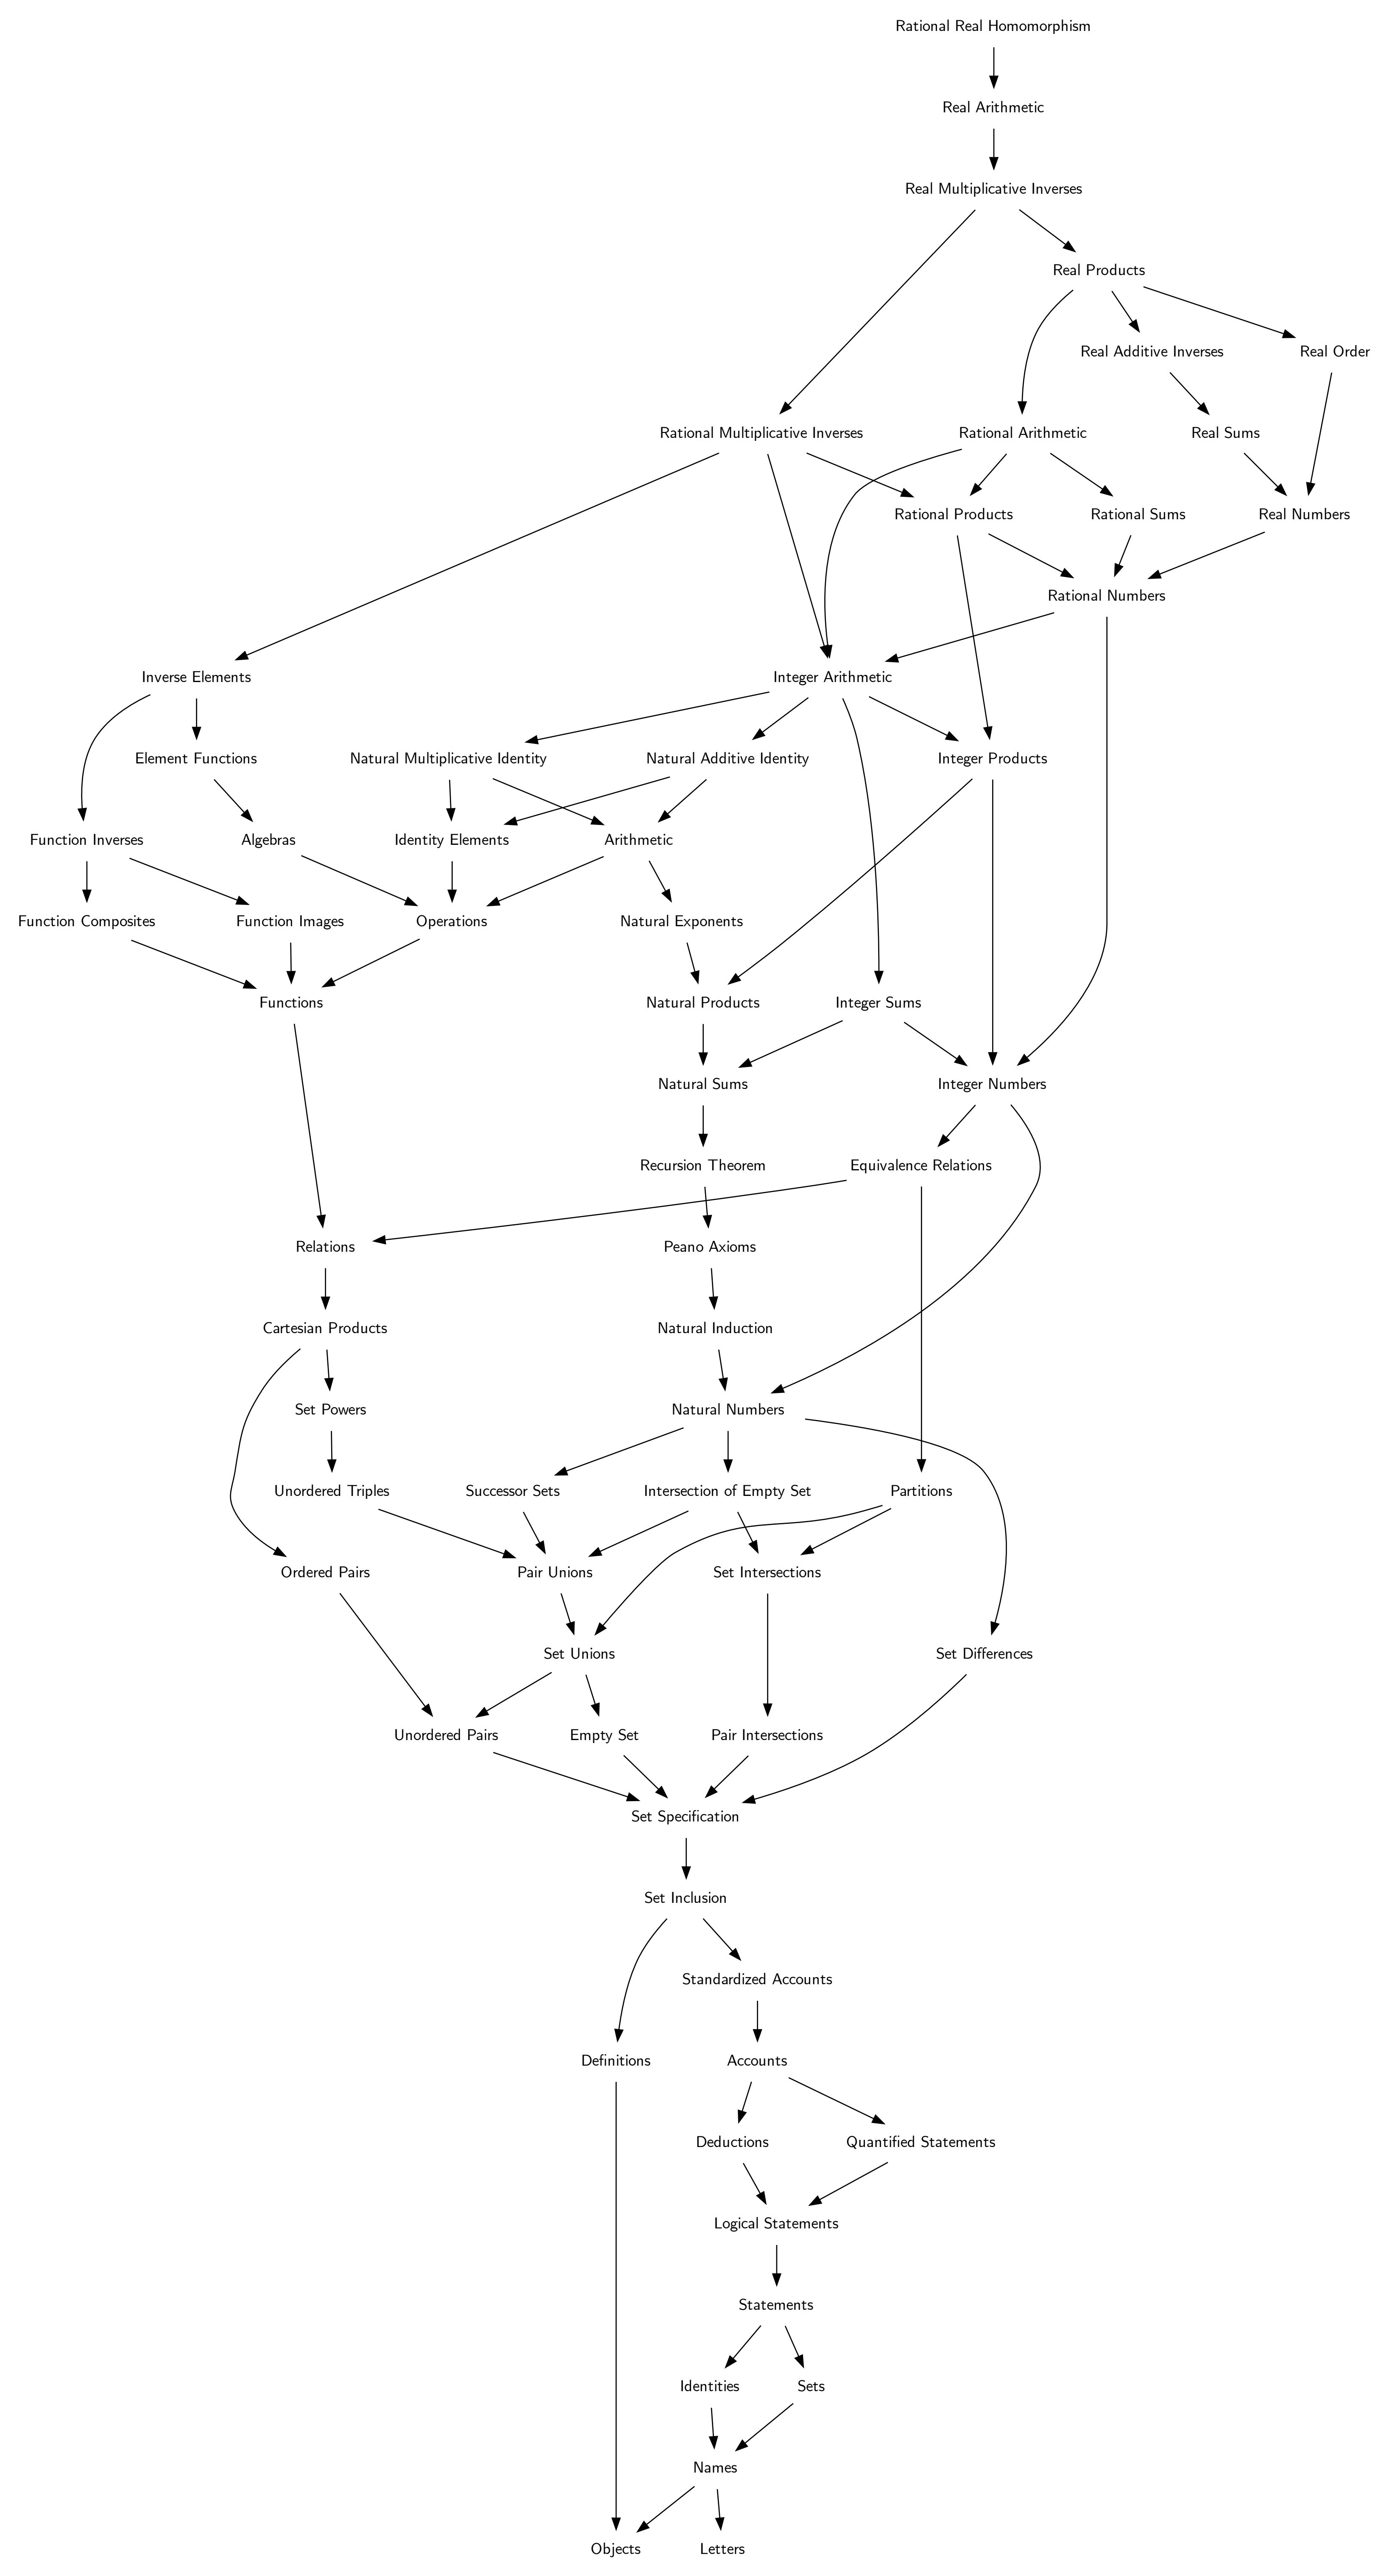 Rational Real Homomorphism
Real Arithmetic
Real Multiplicative Inverses
Real Products
Real Additive Inverses
Real Order
Rational Multiplicative Inverses
Rational Arithmetic
Real Sums
Rational Products
Rational Sums
Real Numbers
Rational Numbers
Inverse Elements
Integer Arithmetic
Element Functions
Natural Multiplicative Identity
Natural Additive Identity
Integer Products
Function Inverses
Algebras
Identity Elements
Arithmetic
Function Composites
Function Images
Operations
Natural Exponents
Functions
Natural Products
Integer Sums
Natural Sums
Integer Numbers
Recursion Theorem
Equivalence Relations
Relations
Peano Axioms
Cartesian Products
Natural Induction
Set Powers
Natural Numbers
Unordered Triples
Successor Sets
Intersection of Empty Set
Partitions
Ordered Pairs
Pair Unions
Set Intersections
Set Unions
Set Differences
Unordered Pairs
Empty Set
Pair Intersections
Set Specification
Set Inclusion
Standardized Accounts
Definitions
Accounts
Deductions
Quantified Statements
Logical Statements
Statements
Identities
Sets
Names
Objects
Letters